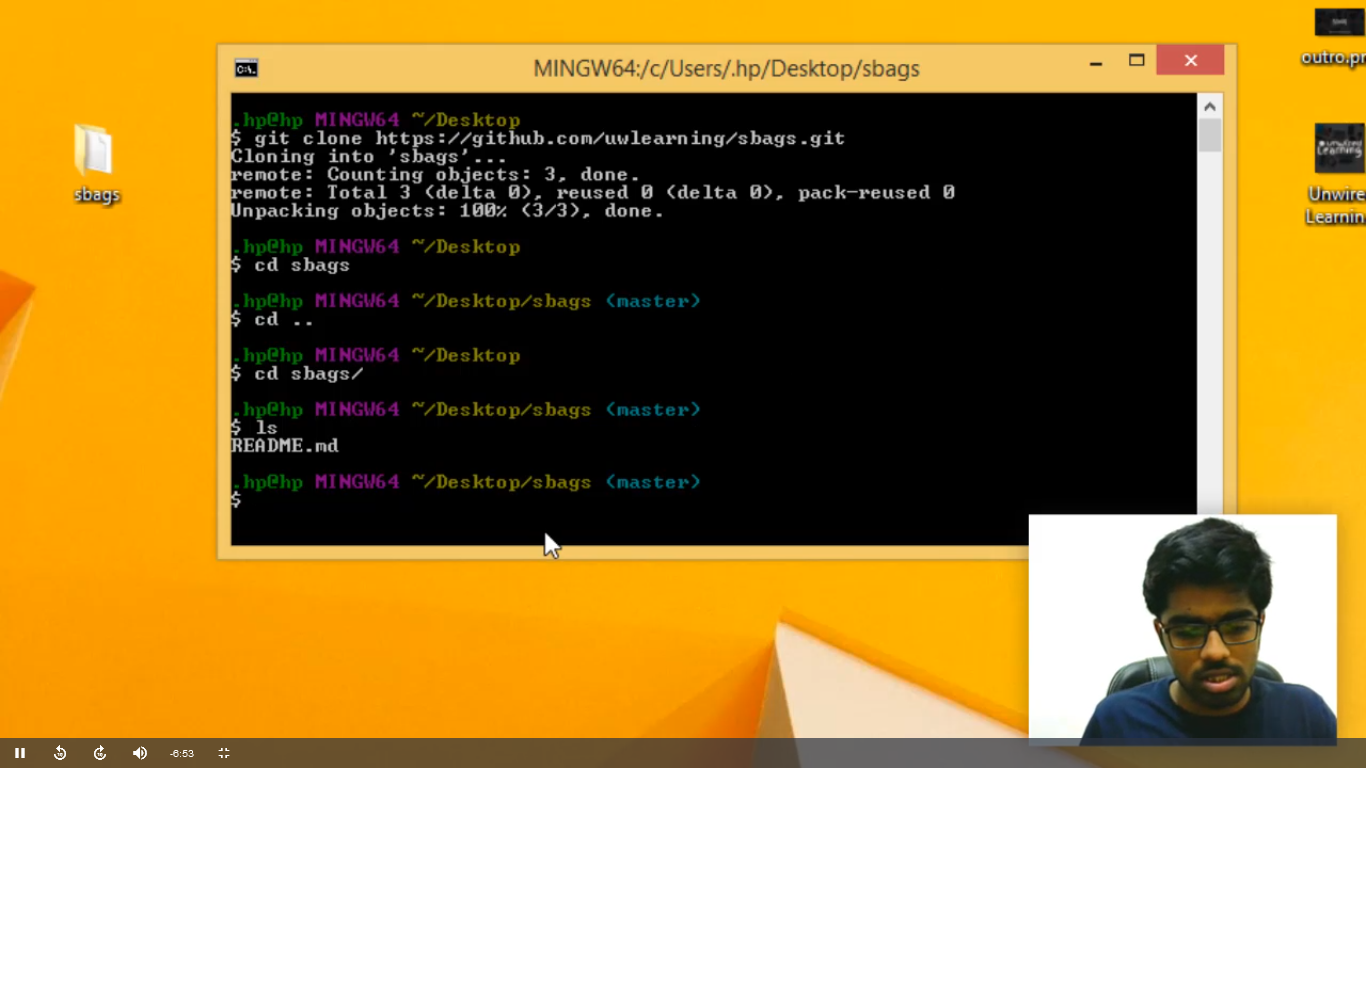 MINGW64:/c/Users/.hp/Desktop/sbags
.hp@hp MINGW64 ~/Desktop
$ git clone https://github.com/uwlearning/sbags.git
Cloning into 'sbags'...
remote: Counting objects: 3, done.
remote: Total 3 (delta 0), reused 0 (delta 0), pack-reused 0
Unpacking objects: 100% (3/3), done.
.hp@hp MINGW64 ~/Desktop
$ cd sbags
.hp@hp MINGW64 ~/Desktop/sbags (master)
$ cd ..
.hp@hp MINGW64 ~/Desktop
$ cd sbags/
.hp@hp MINGW64 ~/Desktop/sbags (master)
$ ls
README.md
.hp@hp MINGW64 ~/Desktop/sbags (master)
$
sbags
outro.pr
unwired
Learning
Unwire
Learnin
-6:53